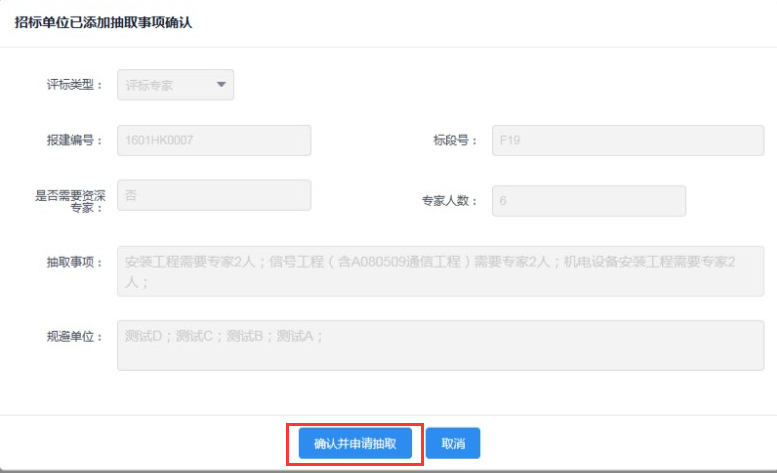 招标单位已添加抽取事项确认
评标类型： 评标专家
报建编号： 1601HK0007 标段号： F19
是否需要资深
专家： 否 专家人数： 6
抽取事项： 安装工程需要专家2人；信号工程（含A080509通信工程）需要专家2人；机电设备安装工程需要专家2
人；
规避单位： 测试D；测试C；测试B；测试A；
确认并申请抽取 取消